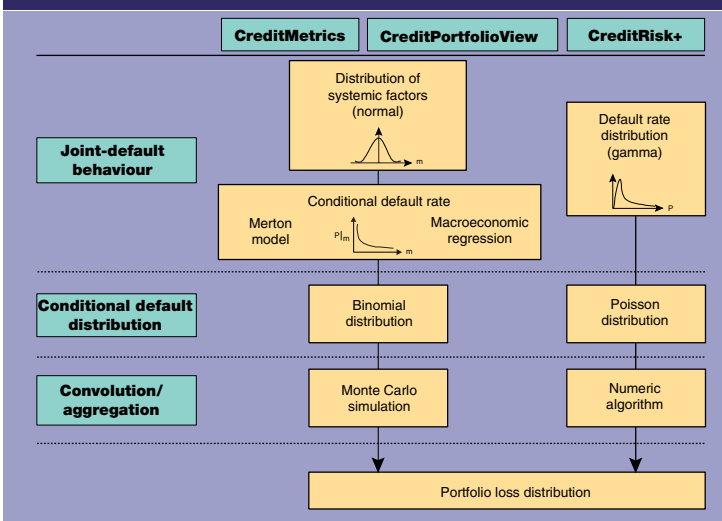 CreditMetrics
CreditPortfolioView
CreditRisk+
Joint-default
behaviour
Distribution of
systemic factors
(normal)
m
Conditional default rate
Merton
model
P|m
m
Macroeconomic
regression
Default rate
distribution
(gamma)
P
Conditional default
distribution
Binomial
distribution
Poisson
distribution
Convolution/
aggregation
Monte Carlo
simulation
Numeric
algorithm
Portfolio loss distribution